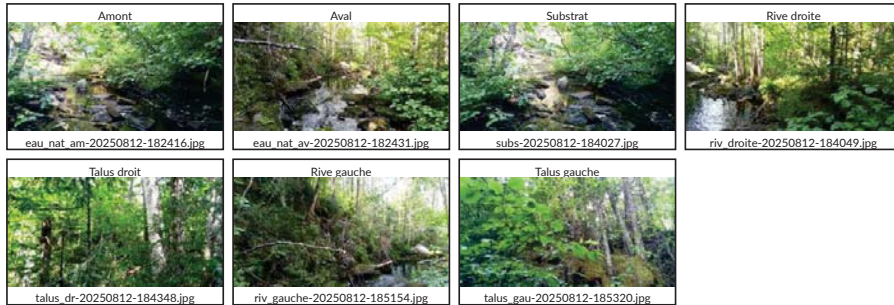 Amont
Aval
Substrat
Rive droite
eau_nat_am-20250812-182416.jpg
eau_nat_av-20250812-182431.jpg
subs-20250812-184027.jpg
riv_droite-20250812-184049.jpg
Talus droit
Rive gauche
Talus gauche
talus_dr-20250812-184348.jpg
riv_gauche-20250812-185154.jpg
talus_gau-20250812-185320.jpg